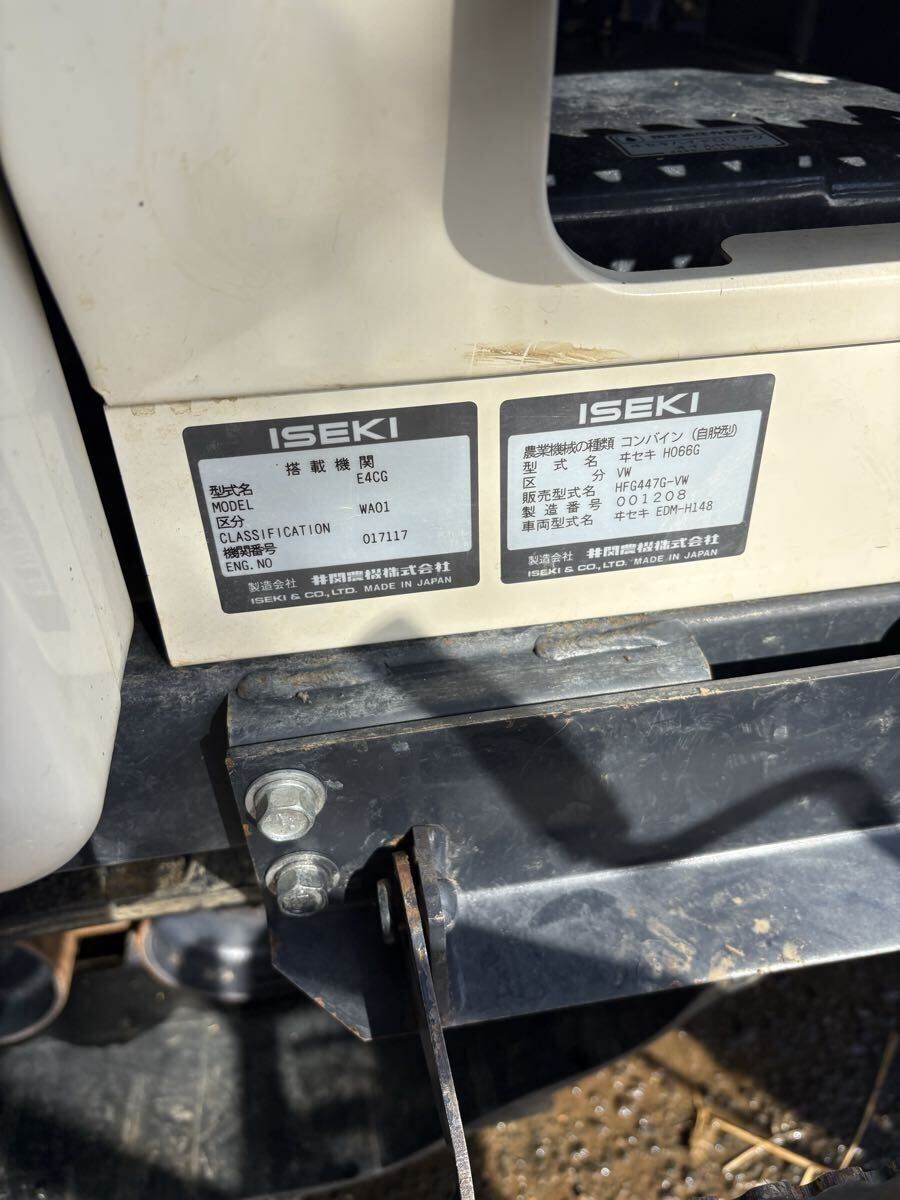 ISEKI
搭載機関
型式名 E4CG
MODEL
区分 WA01
CLASSIFICATION
機関番号 017117
ENG.NO
製造会社 井関農機株式会社
ISEKI & CO., LTD. MADE IN JAPAN
ISEKI
農業機械の種類 コンバイン (自脱型)
型式名 ヰセキ HO66G
区分 VW
販売型式名 HFG447G-VW
製造番号 001208
車両型式名 ヰセキ EDM-H148
製造会社 井関農機株式会社
ISEKI & CO., LTD. MADE IN JAPAN